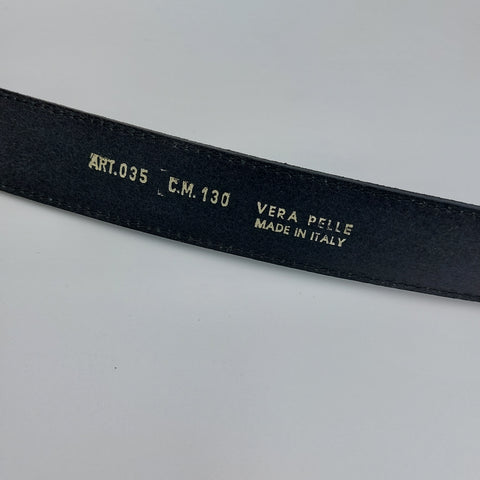 ART.035 C.M.130
VERA PELLE
MADE IN ITALY